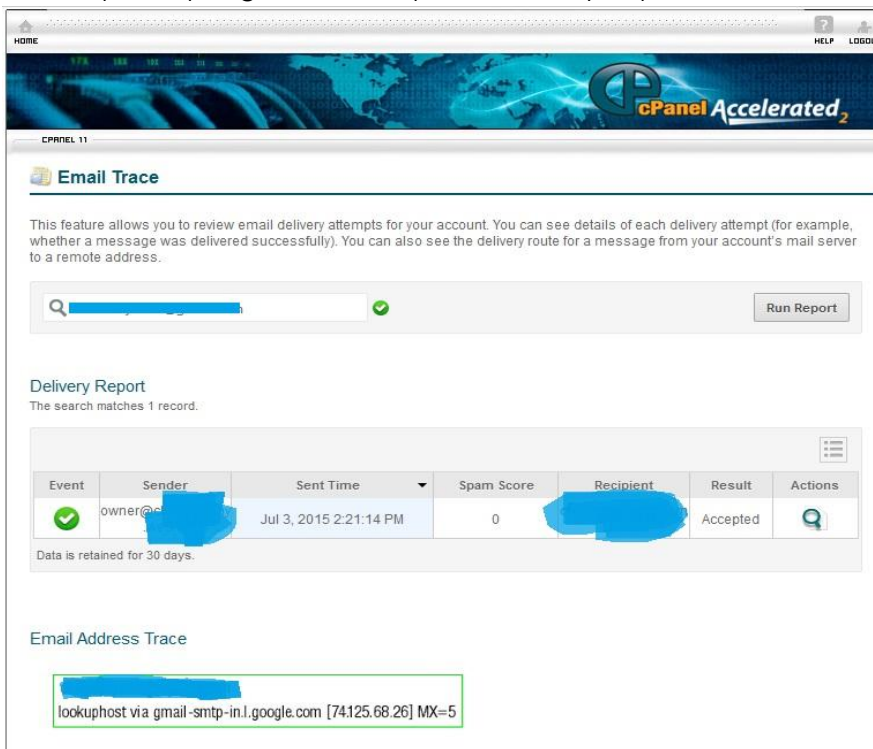 HOME
HELP LOGOU
cPanel Accelerated2
CPANEL 11
Email Trace
This feature allows you to review email delivery attempts for your account. You can see details of each delivery attempt (for example,
whether a message was delivered successfully). You can also see the delivery route for a message from your account's mail server
to a remote address.
Run Report
Delivery Report
The search matches 1 record.
Event Sender Sent Time Spam Score Recipient Result Actions
owner@ Jul 3, 2015 2:21:14 PM 0 Accepted
Data is retained for 30 days.
Email Address Trace
lookuphost via gmail-smtp-in.l.google.com [74.125.68.26] MX=5